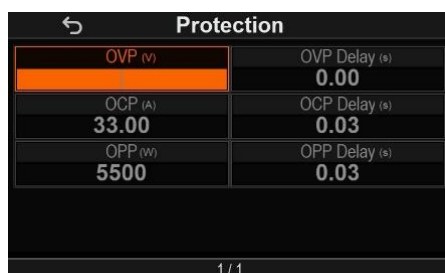 Protection
OVP (V) OVP Delay (s)
0.00
OCP (A) OCP Delay (s)
33.00 0.03
OPP (W) OPP Delay (s)
5500 0.03
1/1